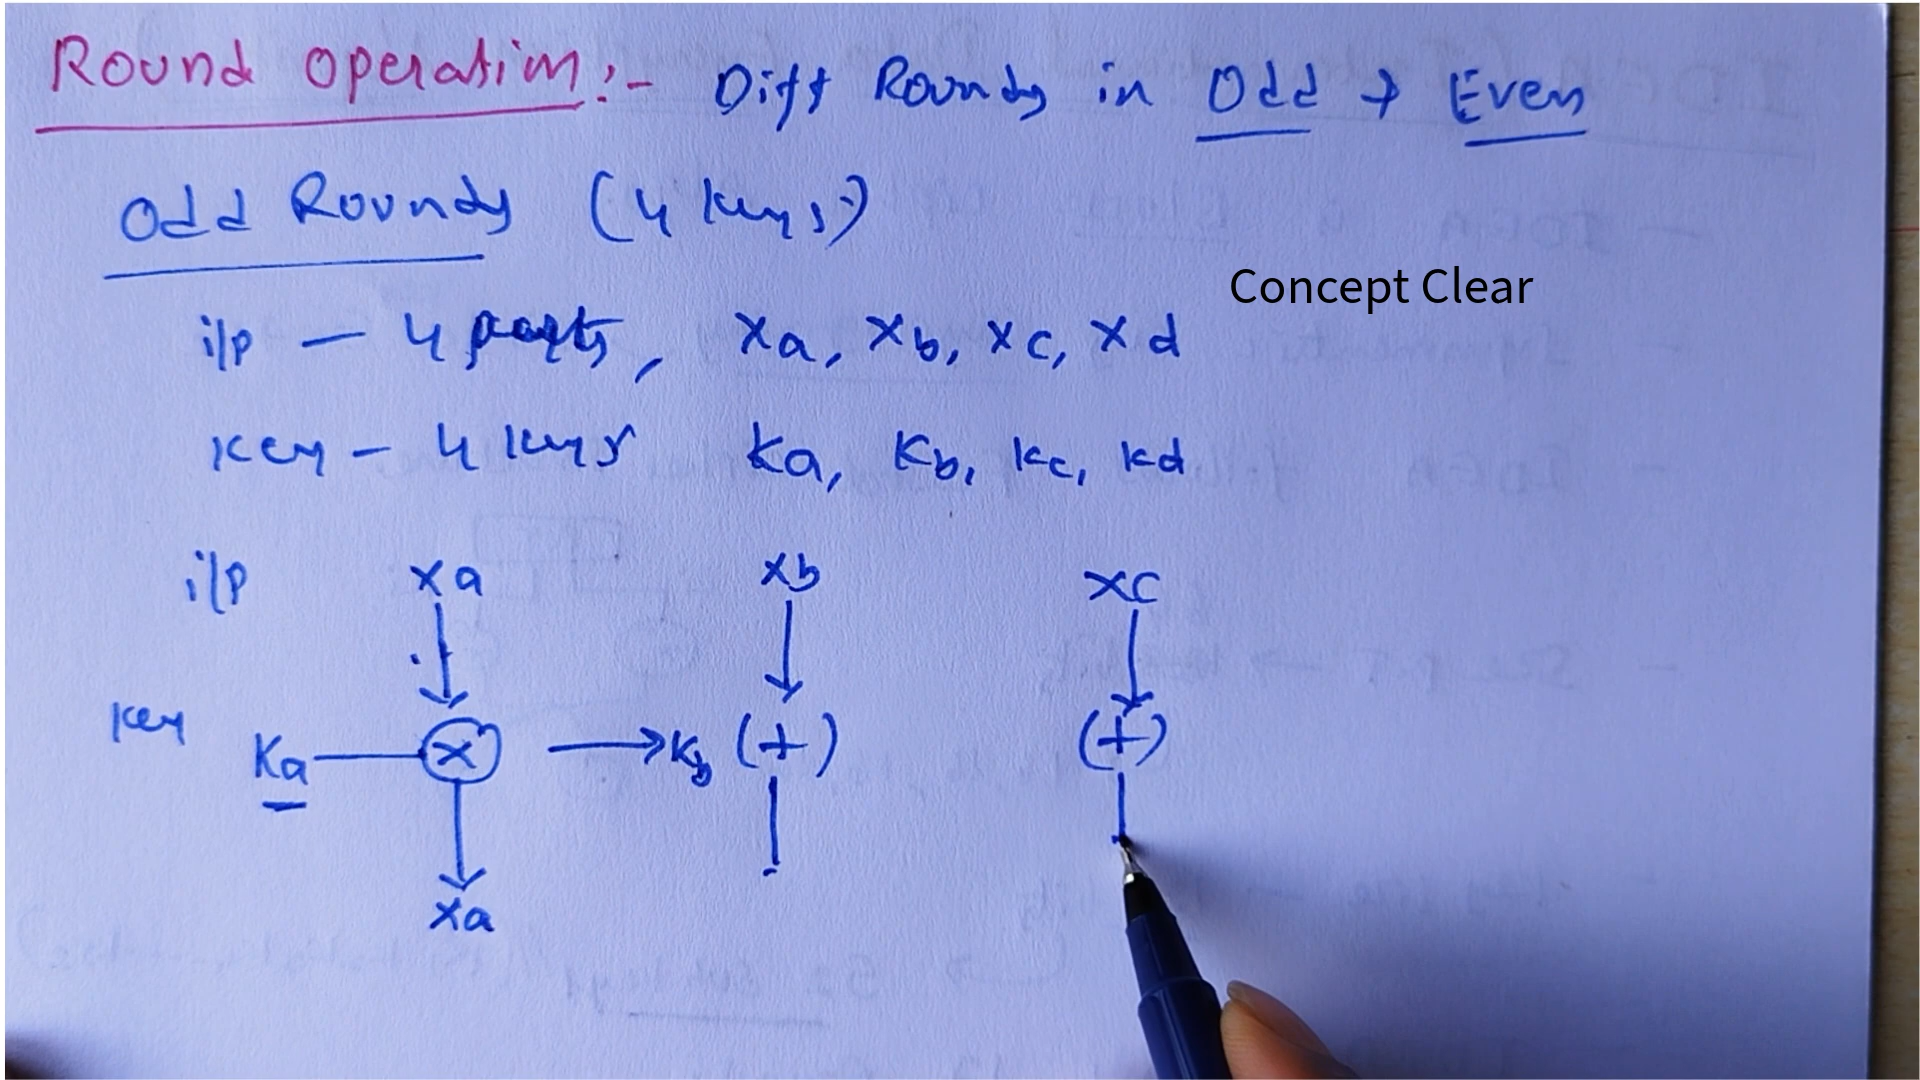 Round operation :- Diff Rounds in Odd & Even
Odd Rounds (4 keys)
Concept Clear
i/p — 4 parts, Xa, Xb, Xc, Xd
Key — 4 keys Ka, Kb, Kc, Kd
i/p Xa Xb Xc
Key Ka × → Kb (+) (+)
Xa